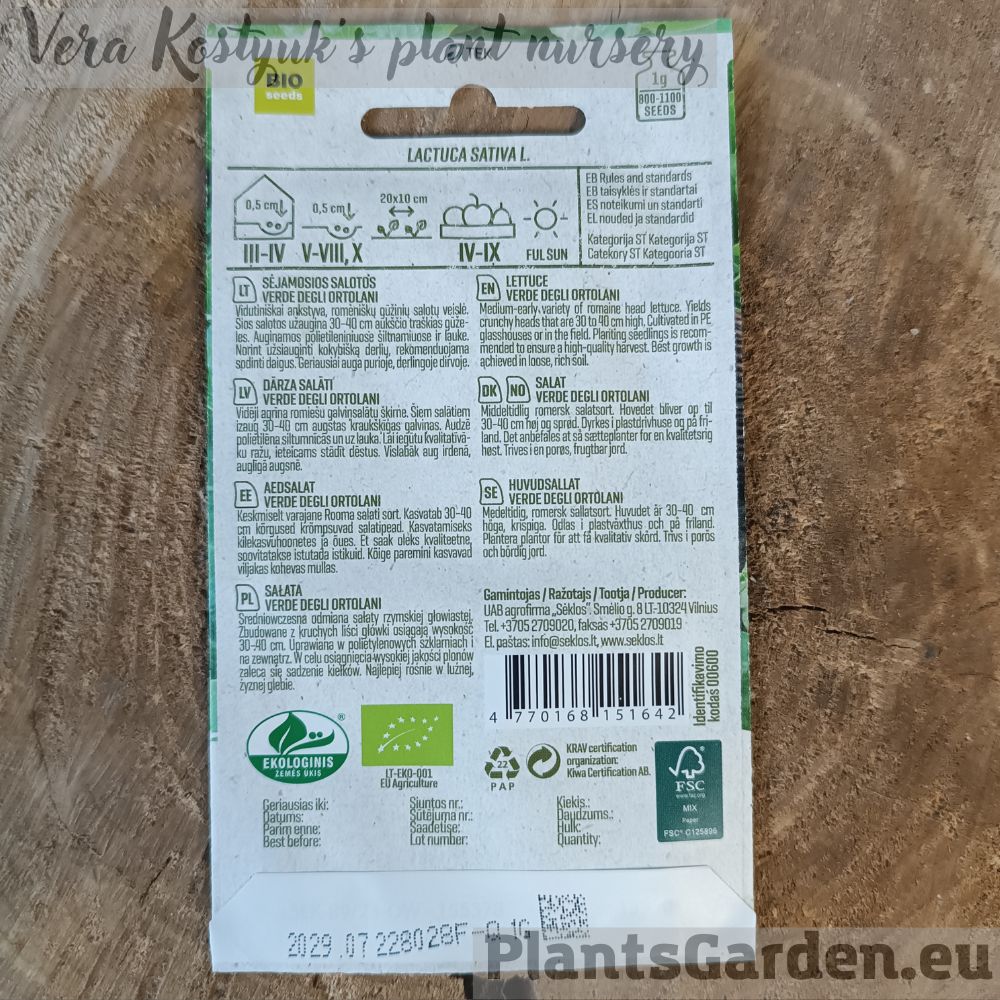 Vera Kostyuk's plant nursery
BIO
seeds
1g
800-1100
SEEDS
LACTUCA SATIVA L.
0,5 cm
0,5 cm
20x10 cm
III-IV
V-VIII, X
IV-IX
FUL SUN
EB Rules and standards
EB taisyklės ir standartai
ES noteikumi un standarti
EL nõuded ja standardid
Kategorija ST Kategorija ST
Catekory ST Kategooria ST
LT SĖJAMOSIOS SALOTOS
VERDE DEGLI ORTOLANI
Vidutiniškai ankstyva, romėniškų gūžinių salotų veislė.
Šios salotos užaugina 30-40 cm aukščio traškias gūželes.
Auginamos polietileniniuose šiltnamiuose ir lauke.
Norint užsiauginti kokybišką derlių, rekomenduojama
spdinti daigus. Geriausiai auga purioje, derlingoje dirvoje.
EN LETTUCE
VERDE DEGLI ORTOLANI
Medium-early variety of romaine head lettuce. Yields
crunchy heads that are 30 to 40 cm high. Cultivated in PE
glasshouses or in the field. Planting seedlings is recom-
mended to ensure a high-quality harvest. Best growth is
achieved in loose, rich soil.
LV DĀRZA SALĀTI
VERDE DEGLI ORTOLANI
Vidēji agrīna romiešu galviņsalātu šķirne. Šiem salātiem
izaug 30-40 cm augstas kraukšķīgas galviņas. Audzē
polietilēna siltumnīcās un uz lauka. Lai iegūtu kvalitatīvā-
ku ražu, ieteicams stādīt dēstus. Vislabāk aug irdenā,
auglīgā augsnē.
DK NO SALAT
VERDE DEGLI ORTOLANI
Middeltidlig romersk salatsort. Hovedet bliver op til
30-40 cm høj og sprød. Dyrkes i plastdrivhuse og på fri-
land. Det anbefales at så sætteplanter for en kvalitetsrig
høst. Trives i en porøs, frugtbar jord.
EE AEDSALAT
VERDE DEGLI ORTOLANI
Keskmiselt varajane Rooma salati sort. Kasvatab 30-40
cm kõrgused krõmpsuvad salatipead. Kasvatamiseks
kilekasvuhoonetes ja õues. Et saak oleks kvaliteetne,
soovitatakse istutada istikuid. Kõige paremini kasvavad
viljakas kohevas mullas.
SE HUVUDSALLAT
VERDE DEGLI ORTOLANI
Medeltidig, romersk sallatsort. Huvudet är 30-40 cm
höga, krispiga. Odlas i plastväxthus och på friland.
Plantera plantor för att få kvalitativ skörd. Trivs i porös
och bördig jord.
PL SAŁATA
VERDE DEGLI ORTOLANI
Średniowczesna odmiana sałaty rzymskiej głowiastej.
Zbudowane z kruchych liści główki osiągają wysokość
30-40 cm. Uprawiana w polietylenowych szklarniach i
na zewnątrz. W celu osiągnięcia wysokiej jakości plonów
zaleca się sadzenie kiełków. Najlepiej rośnie w luźnej,
żyznej glebie.
Gamintojas / Ražotajs / Tootja / Producer:
UAB agrofirma „Sėklos". Smėlio g. 8 LT-10324 Vilnius
Tel. +3705 2709020, faksas +3705 2709019
El. paštas: info@seklos.lt, www.seklos.lt
4 770168 151642
Identifikavimo
kodas 00600
EKOLOGINIS
ŽEMĖS ŪKIS
®
LT-EKO-001
EU Agriculture
22
PAP
KRAV certification
organization:
Kiwa Certification AB.
FSC
www.fsc.org
MIX
Paper
FSC® C125896
Geriausias iki:
Datums:
Parim enne:
Best before:
Siuntos nr.:
Sūtījuma nr.:
Saadetise:
Lot number:
Kiekis.:
Daudzums.:
Hulk:
Quantity:
2029 .07 228028F
PlantsGarden.eu